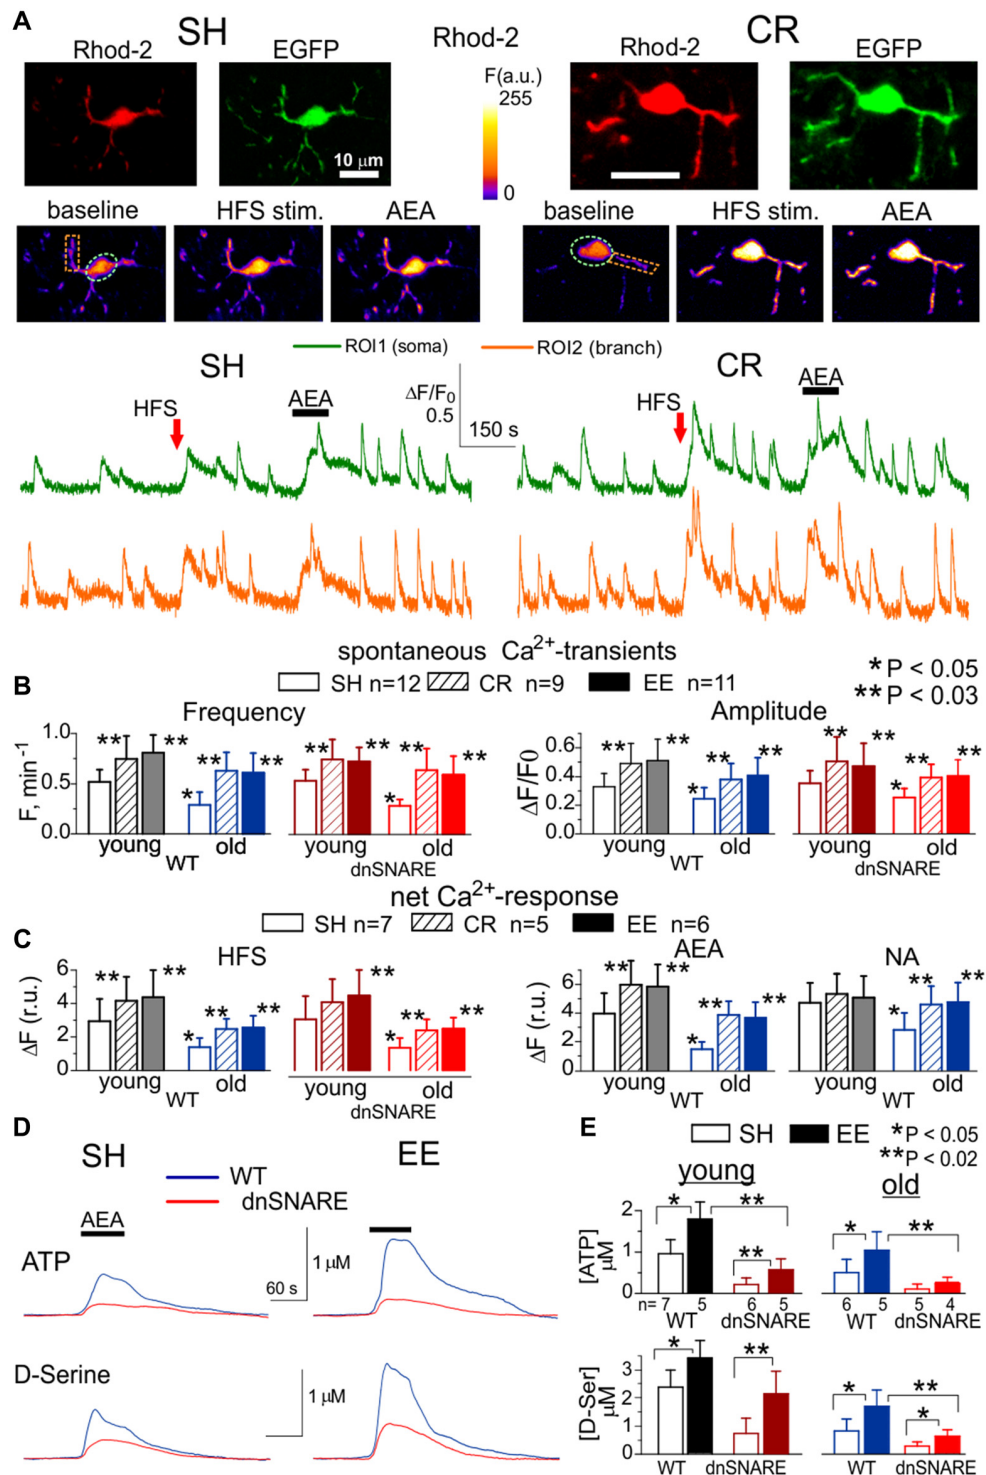 A
SH
Rhod-2
CR
Rhod-2 EGFP
Rhod-2 EGFP
F(a.u.)
255
0
10 µm
baseline HFS stim. AEA
baseline HFS stim. AEA
ROI1 (soma) ROI2 (branch)
SH
CR
HFS
AEA
ΔF/F0
0.5
150 s
HFS
AEA
spontaneous Ca2+-transients
* P < 0.05
** P < 0.03
B
SH n=12 CR n=9 EE n=11
Frequency
Amplitude
F, min-1
1.0
0.5
0.0
** ** * ** ** ** ** * ** **
young old young old
WT dnSNARE
ΔF/F0
0.6
0.4
0.2
0.0
** ** * ** ** ** ** * ** **
young old young old
WT dnSNARE
net Ca2+-response
SH n=7 CR n=5 EE n=6
C
HFS
AEA
NA
ΔF (r.u.)
6
4
2
0
** ** * ** ** ** * ** **
young old young old
WT dnSNARE
ΔF (r.u.)
6
4
2
0
** ** * ** ** * ** **
young old young old
WT WT
D
SH
EE
WT
dnSNARE
AEA
ATP
1 µM
60 s
D-Serine
1 µM
E
SH EE
*P < 0.05
**P < 0.02
young
old
[ATP]
µM
2
1
0
* ** ** * **
n= 7 5 6 5 6 5 5 4
WT dnSNARE WT dnSNARE
[D-Ser]
µM
3
2
1
0
* ** * ** *
WT dnSNARE WT dnSNARE